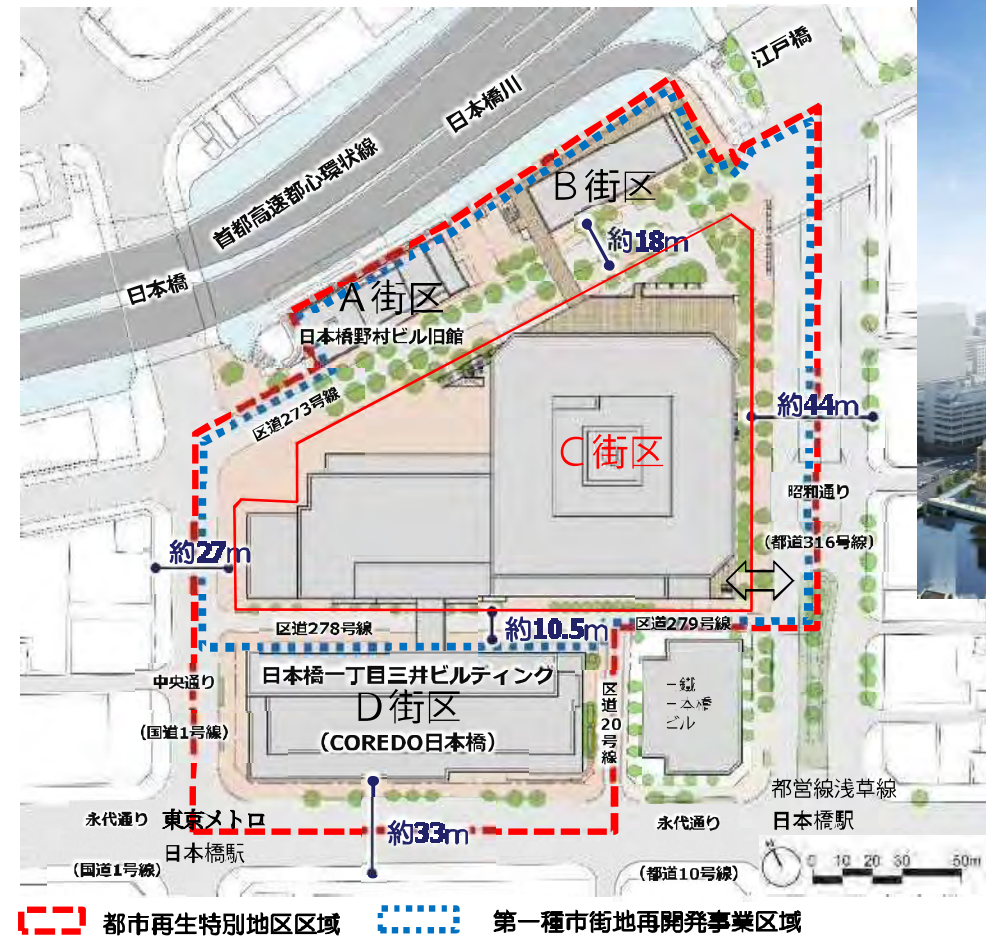 江戸橋
日本橋川
首都高速都心環状線
日本橋
B街区
約18m
A街区
日本橋野村ビル旧館
区道273号線
約44m
C街区
昭和通り
(都道316号線)
約27m
区道278号線
約10.5m
区道279号線
中央通り
(国道1号線)
日本橋一丁目三井ビルディング
D街区
(COREDO日本橋)
区道20号線
ビル
都営線浅草線
日本橋駅
永代通り
東京メトロ
日本橋駅
(国道1号線)
約33m
永代通り
(都道10号線)
0 10 20 30 50m
都市再生特別地区区域
第一種市街地再開発事業区域